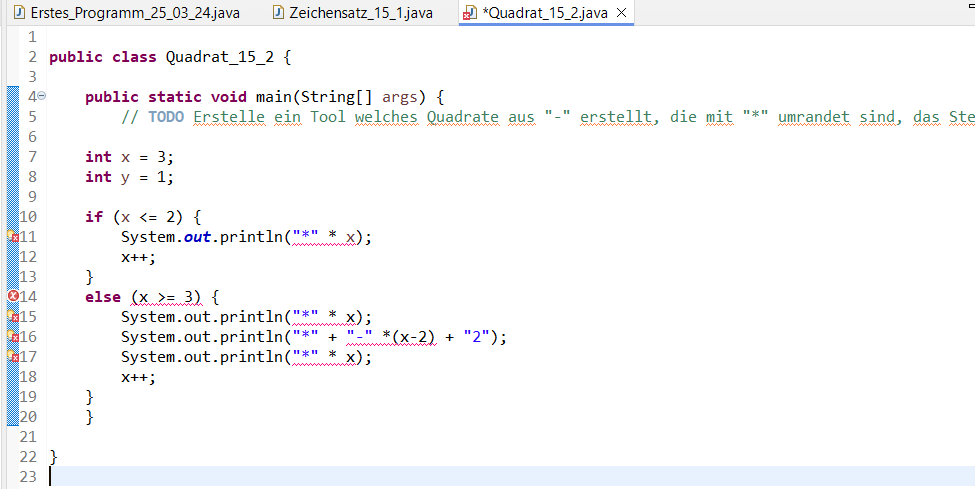 Erstes_Programm_25_03_24.java Zeichensatz_15_1.java *Quadrat_15_2.java
1
2 public class Quadrat_15_2 {
3
4 public static void main(String[] args) {
5 // TODO Erstelle ein Tool welches Quadrate aus "-" erstellt, die mit "*" umrandet sind, das Ste
6
7 int x = 3;
8 int y = 1;
9
10 if (x <= 2) {
11 System.out.println("*" * x);
12 x++;
13 }
14 else (x >= 3) {
15 System.out.println("*" * x);
16 System.out.println("*" + "-" *(x-2) + "2");
17 System.out.println("*" * x);
18 x++;
19 }
20 }
21
22 }
23